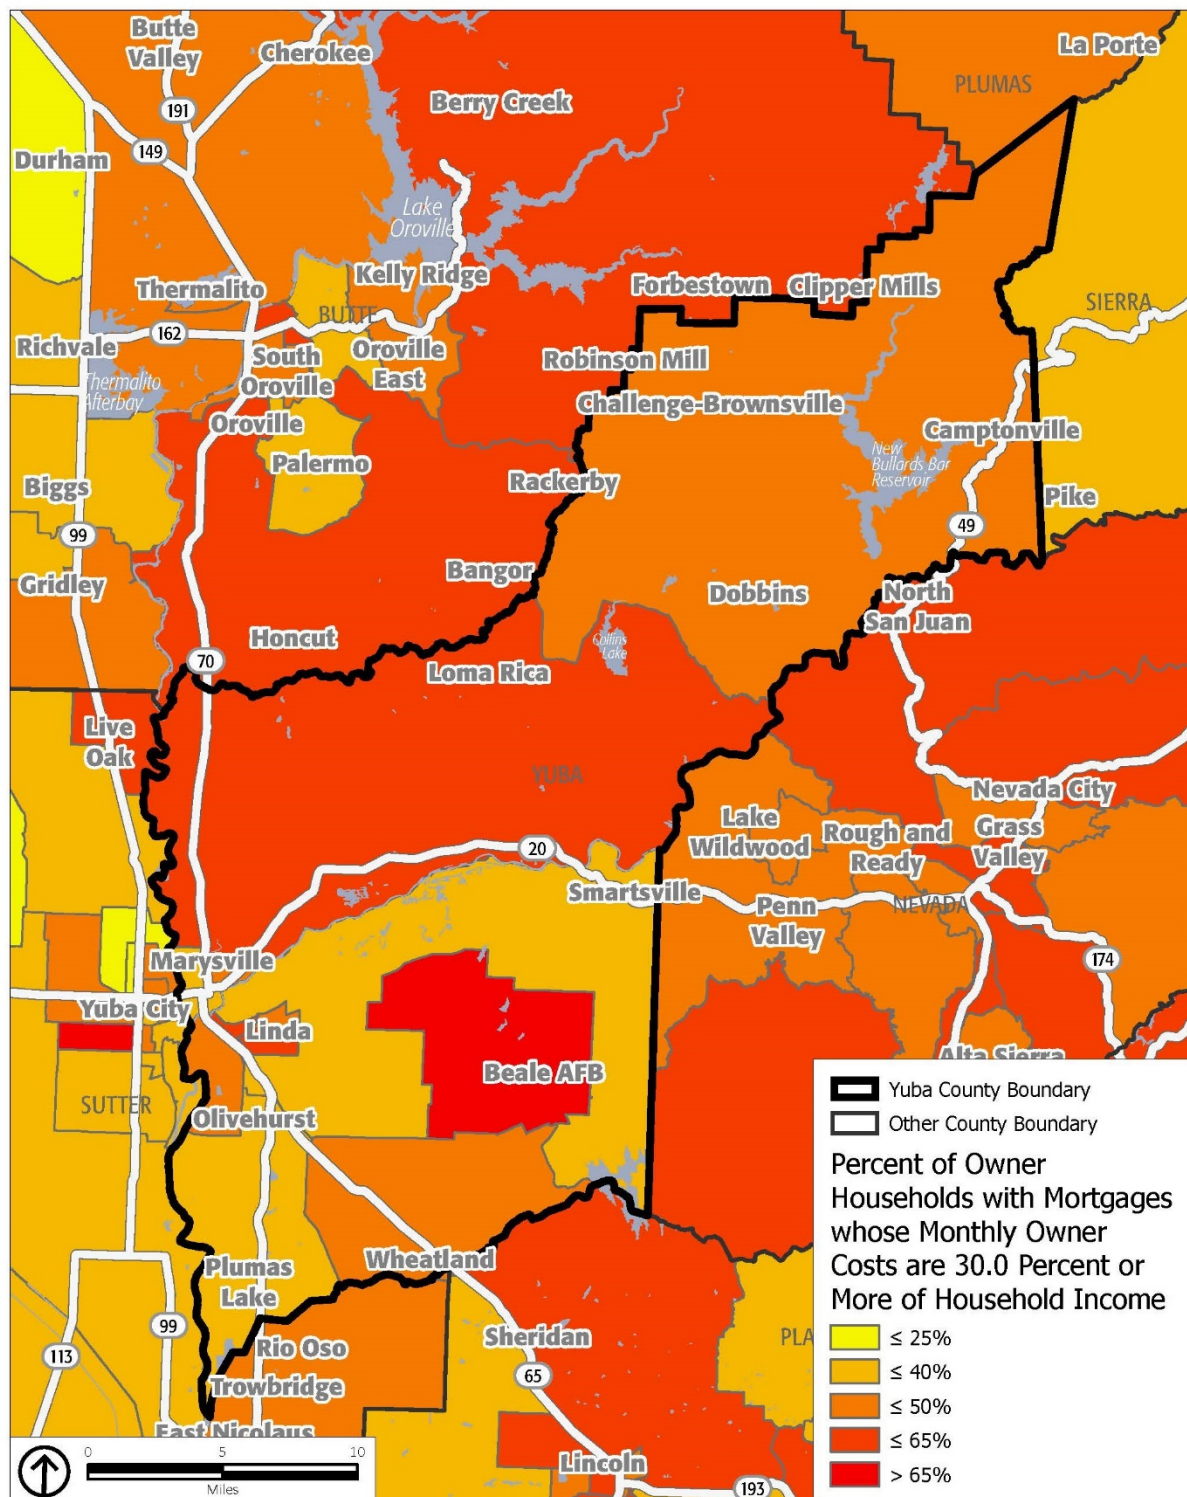 Butte
Valley
Cherokee
La Porte
PLUMAS
Berry Creek
191
149
Durham
Lake
Oroville
Kelly Ridge
Thermalito
Forbestown
Clipper Mills
SIERRA
BUTTE
162
Richvale
South
Oroville
Oroville
East
Robinson Mill
Thermalito
Afterbay
Challenge-Brownsville
Oroville
Camptonville
Palermo
New
Bullards Bar
Reservoir
Rackerby
Biggs
Pike
99
49
Gridley
Bangor
Dobbins
North
San Juan
Honcut
Collins
Lake
70
Loma Rica
Live
Oak
YUBA
Nevada City
Lake
Wildwood
Rough and
Ready
Grass
Valley
20
Smartsville
NEVADA
Penn
Valley
Marysville
174
Yuba City
Linda
Beale AFB
Alta Sierra
SUTTER
Olivehurst
Wheatland
Plumas
Lake
99
Sheridan
PLA
Rio Oso
113
65
Trowbridge
East Nicolaus
Lincoln
193
Yuba County Boundary
Other County Boundary
Percent of Owner
Households with Mortgages
whose Monthly Owner
Costs are 30.0 Percent or
More of Household Income
≤ 25%
≤ 40%
≤ 50%
≤ 65%
> 65%
0 5 10
Miles